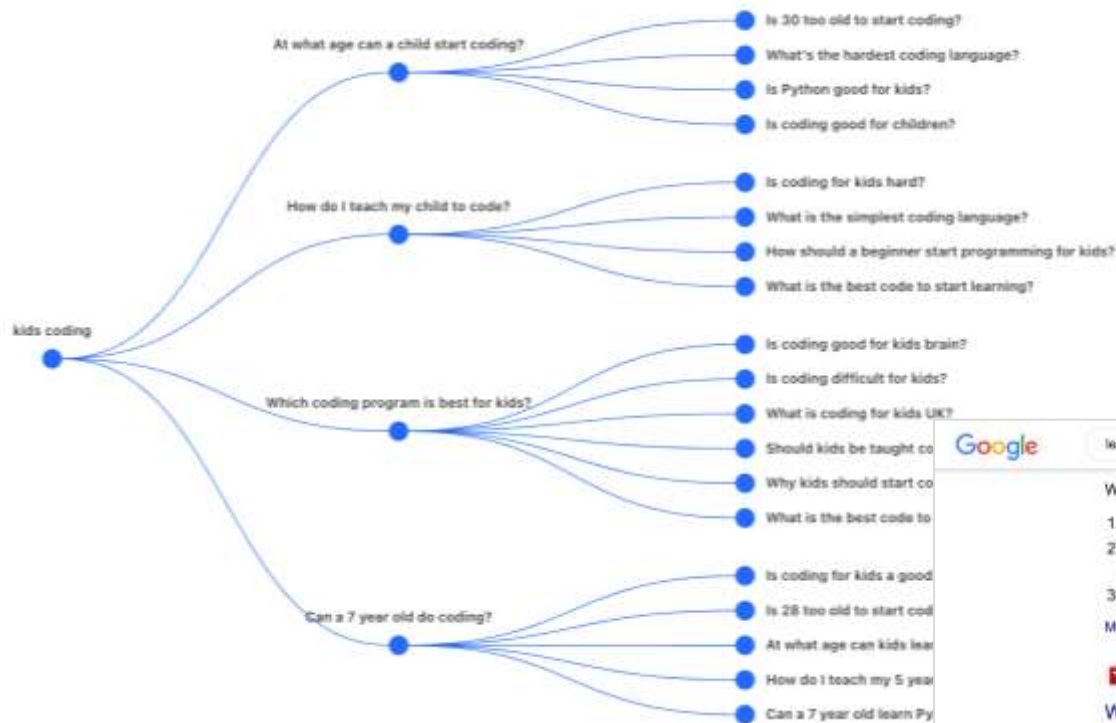 kids coding
At what age can a child start coding?
Is 30 too old to start coding?
What's the hardest coding language?
Is Python good for kids?
Is coding good for children?
How do I teach my child to code?
Is coding for kids hard?
What is the simplest coding language?
How should a beginner start programming for kids?
What is the best code to start learning?
Which coding program is best for kids?
Is coding good for kids brain?
Is coding difficult for kids?
What is coding for kids UK?
Should kids be taught co
Why kids should start co
What is the best code to
Can a 7 year old do coding?
Is coding for kids a good
Is 28 too old to start cod
At what age can kids lear
How do I teach my 5 year
Can a 7 year old learn Py
Google
le
W
1
2
3
M
W